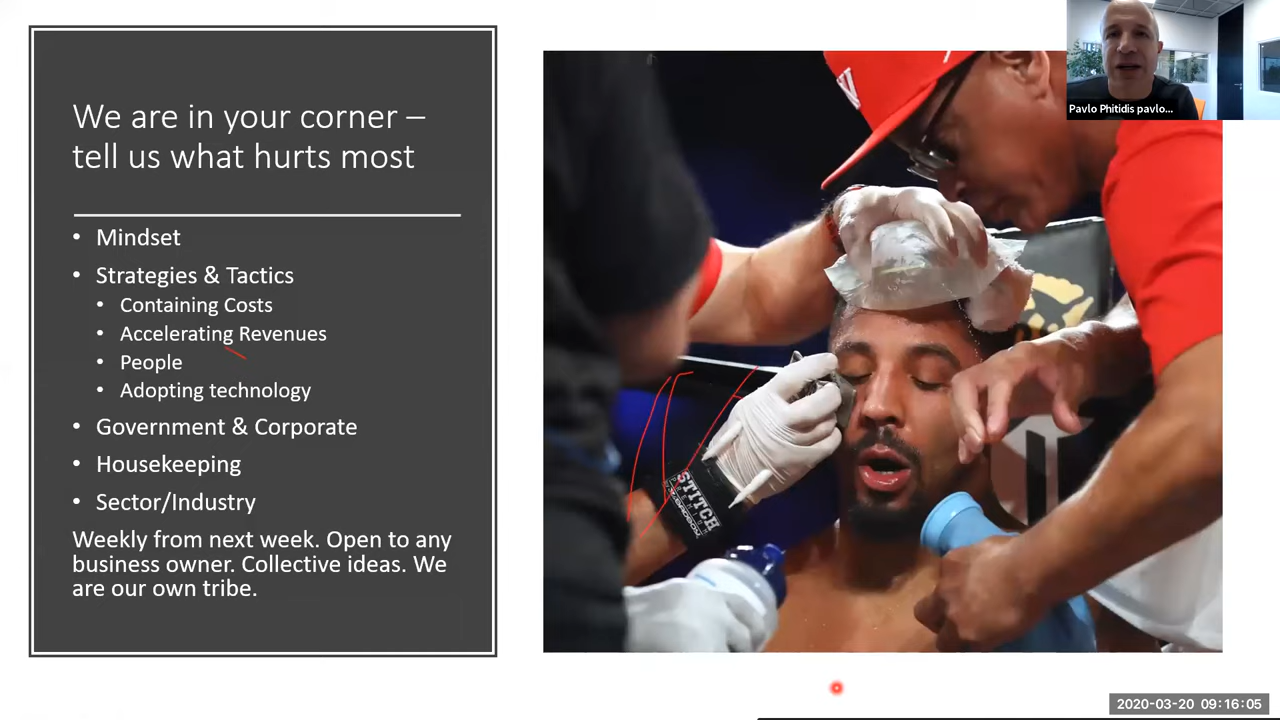 We are in your corner –
tell us what hurts most
• Mindset
• Strategies & Tactics
• Containing Costs
• Accelerating Revenues
• People
• Adopting technology
• Government & Corporate
• Housekeeping
• Sector/Industry
Weekly from next week. Open to any
business owner. Collective ideas. We
are our own tribe.
Pavlo Phitidis pavlo...
STITCH
2020-03-20 09:16:05